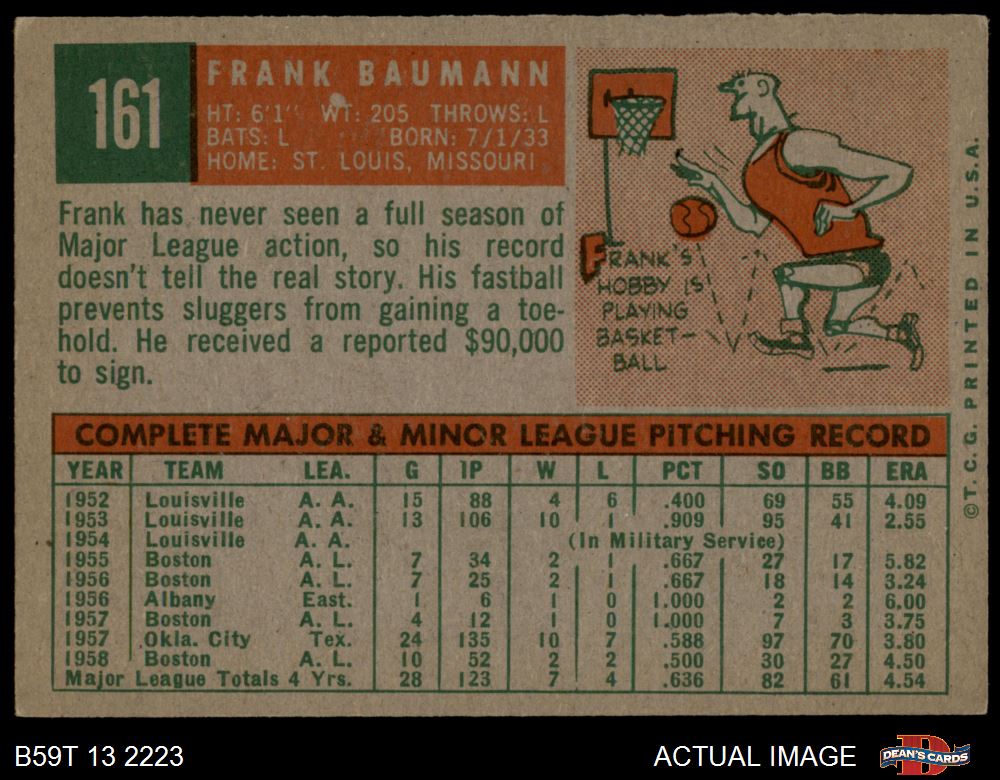 161
FRANK BAUMANN
HT: 6'1" WT: 205 THROWS: L
BATS: L BORN: 7/1/33
HOME: ST. LOUIS, MISSOURI
Frank has never seen a full season of
Major League action, so his record
doesn't tell the real story. His fastball
prevents sluggers from gaining a toe-
hold. He received a reported $90,000
to sign.
FRANK'S
HOBBY IS
PLAYING
BASKET-
BALL
©T.C.G. PRINTED IN U.S.A.
COMPLETE MAJOR & MINOR LEAGUE PITCHING RECORD
YEAR TEAM LEA. G IP W L PCT SO BB ERA
1952 Louisville A. A. 15 88 4 6 .400 69 55 4.09
1953 Louisville A. A. 13 106 10 1 .909 95 41 2.55
1954 Louisville A. A. (In Military Service)
1955 Boston A. L. 7 34 2 1 .667 27 17 5.82
1956 Boston A. L. 7 25 2 1 .667 18 14 3.24
1956 Albany East. 1 6 1 0 1.000 2 2 6.00
1957 Boston A. L. 4 12 1 0 1.000 7 3 3.75
1957 Okla. City Tex. 24 135 10 7 .588 97 70 3.80
1958 Boston A. L. 10 52 2 2 .500 30 27 4.50
Major League Totals 4 Yrs. 28 123 7 4 .636 82 61 4.54
B59T 13 2223
ACTUAL IMAGE
DEAN'S CARDS